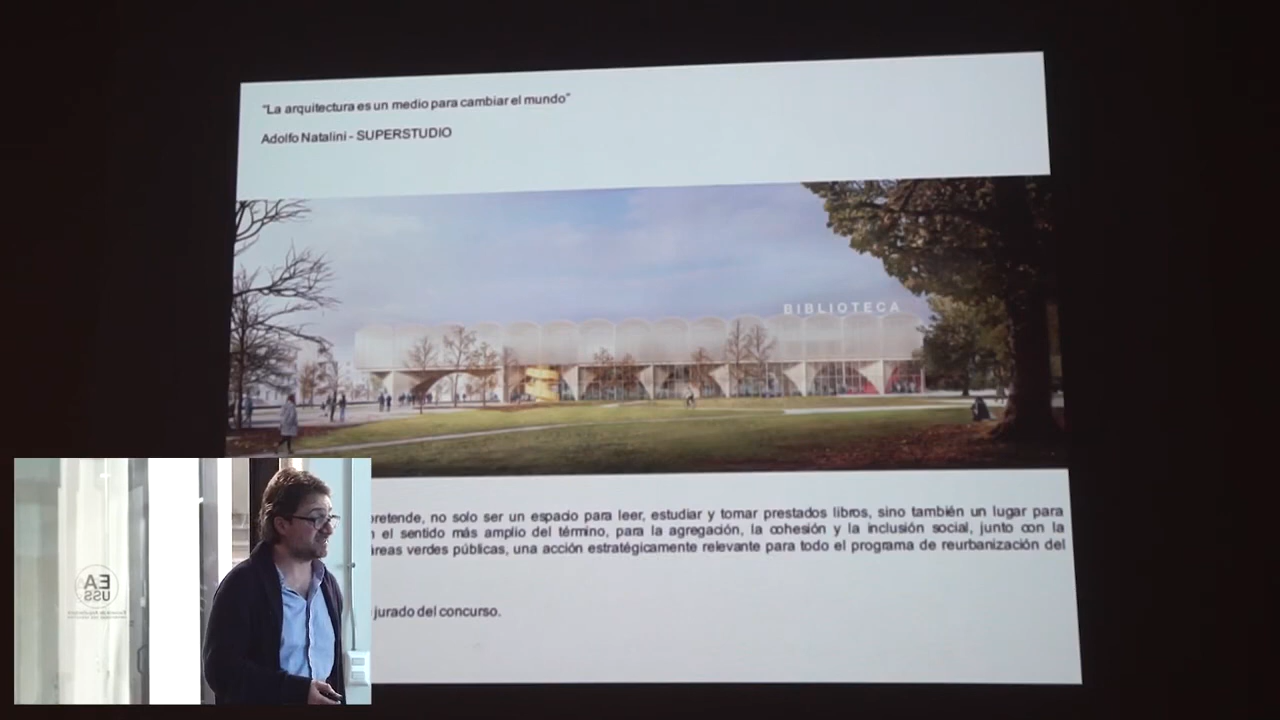 “La arquitectura es un medio para cambiar el mundo”
Adolfo Natalini - SUPERSTUDIO
BIBLIOTECA
pretende, no solo ser un espacio para leer, estudiar y tomar prestados libros, sino también un lugar para
el sentido más amplio del término, para la agregación, la cohesión y la inclusión social, junto con la
áreas verdes públicas, una acción estratégicamente relevante para todo el programa de reurbanización del
jurado del concurso.
EA
USS